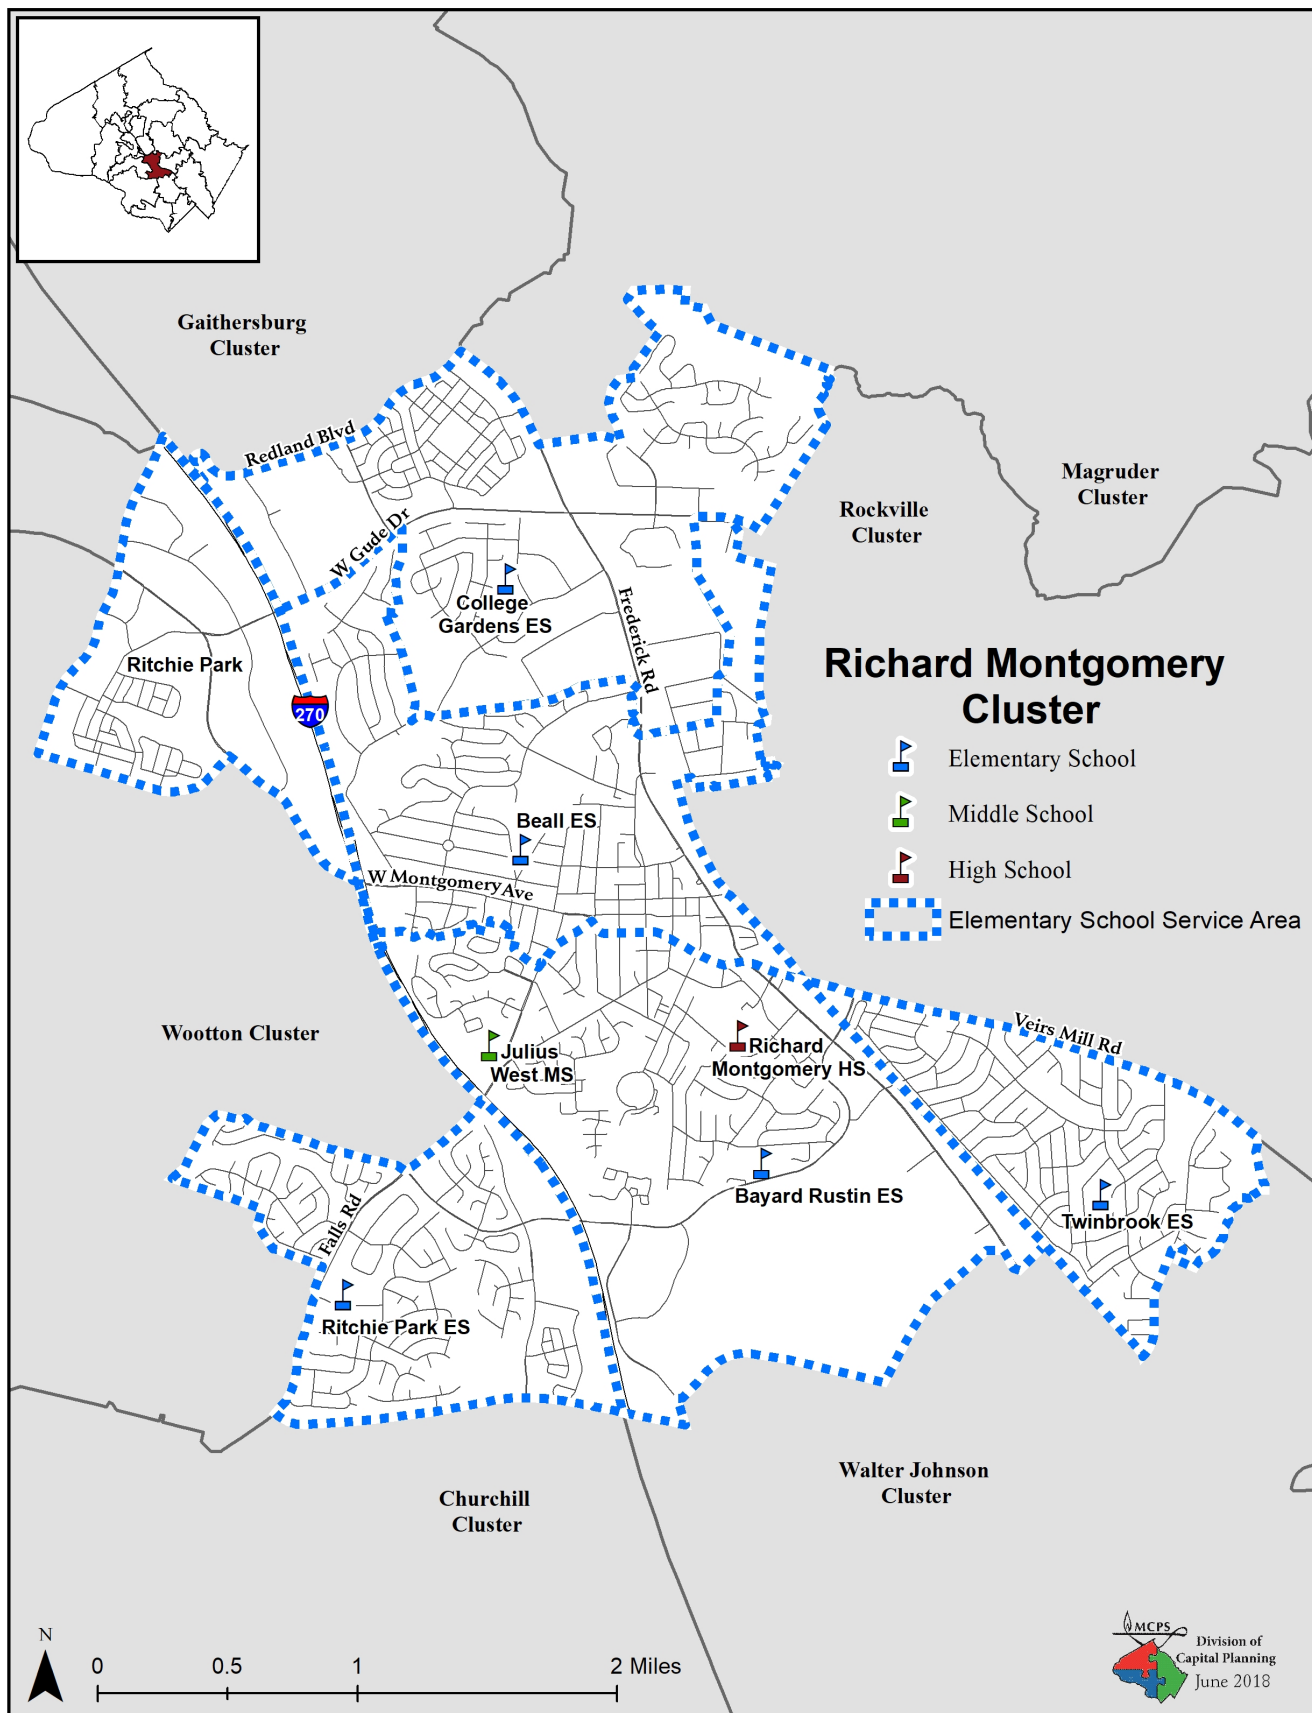 Gaithersburg
Cluster
Redland Blvd
W Gude Dr
Magruder
Cluster
Rockville
Cluster
College
Gardens ES
Frederick Rd
Ritchie Park
270
Richard Montgomery
Cluster
Elementary School
Middle School
High School
Elementary School Service Area
Beall ES
W Montgomery Ave
Wootton Cluster
Veirs Mill Rd
Julius
West MS
Richard
Montgomery HS
Bayard Rustin ES
Twinbrook ES
Falls Rd
Ritchie Park ES
Walter Johnson
Cluster
Churchill
Cluster
N
0 0.5 1 2 Miles
MCPS
Division of
Capital Planning
June 2018